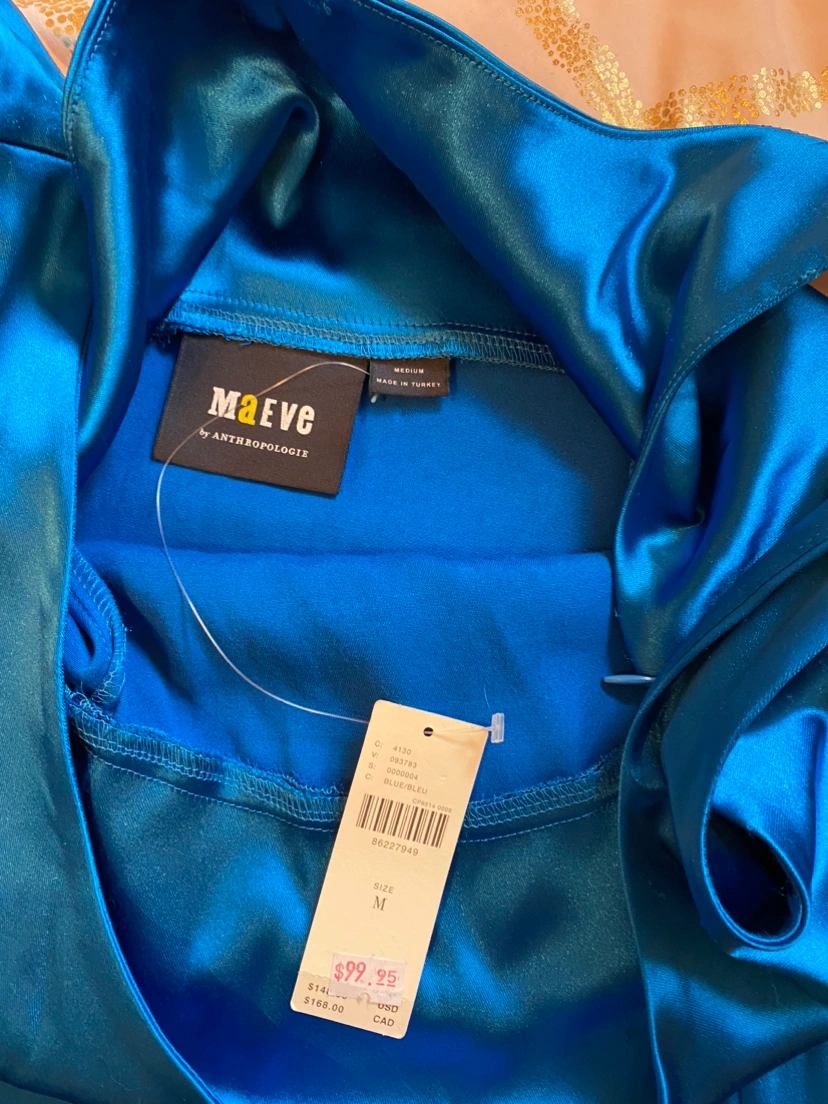 MaEVe
by ANTHROPOLOGIE
MEDIUM
MADE IN TURKEY
C: 4130
V: 093783
S: 0000004
C: BLUE/BLEU
86227949
SIZE
M
$99.95
USD
$168.00 CAD